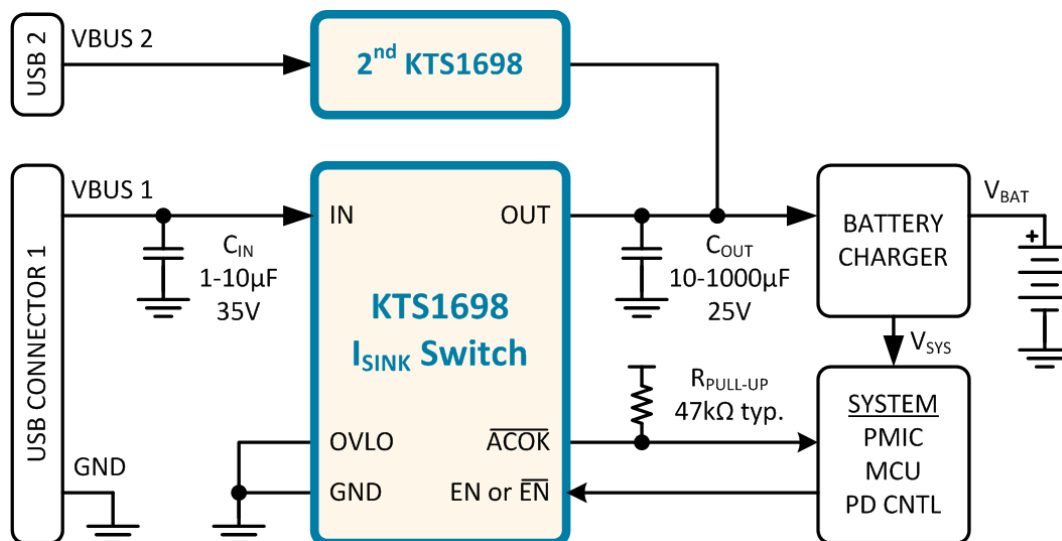 USB 2
VBUS 2
2nd KTS1698
USB CONNECTOR 1
VBUS 1
CIN
1-10µF
35V
GND
IN
OUT
KTS1698
ISINK Switch
OVLO
ACOK
GND
EN or EN
COUT
10-1000µF
25V
RPULL-UP
47kΩ typ.
BATTERY
CHARGER
VBAT
+
VSYS
SYSTEM
PMIC
MCU
PD CNTL